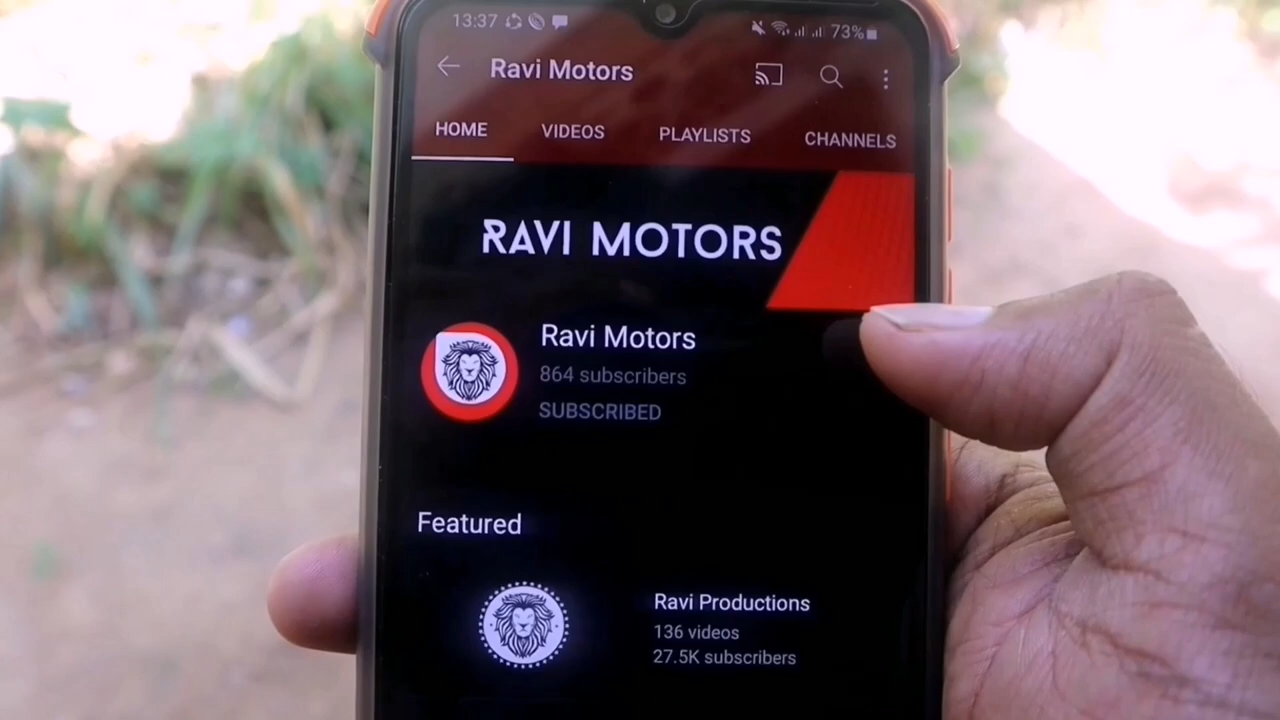 13:37 73%
Ravi Motors
HOME VIDEOS PLAYLISTS CHANNELS
RAVI MOTORS
Ravi Motors
864 subscribers
SUBSCRIBED
Featured
Ravi Productions
136 videos
27.5K subscribers